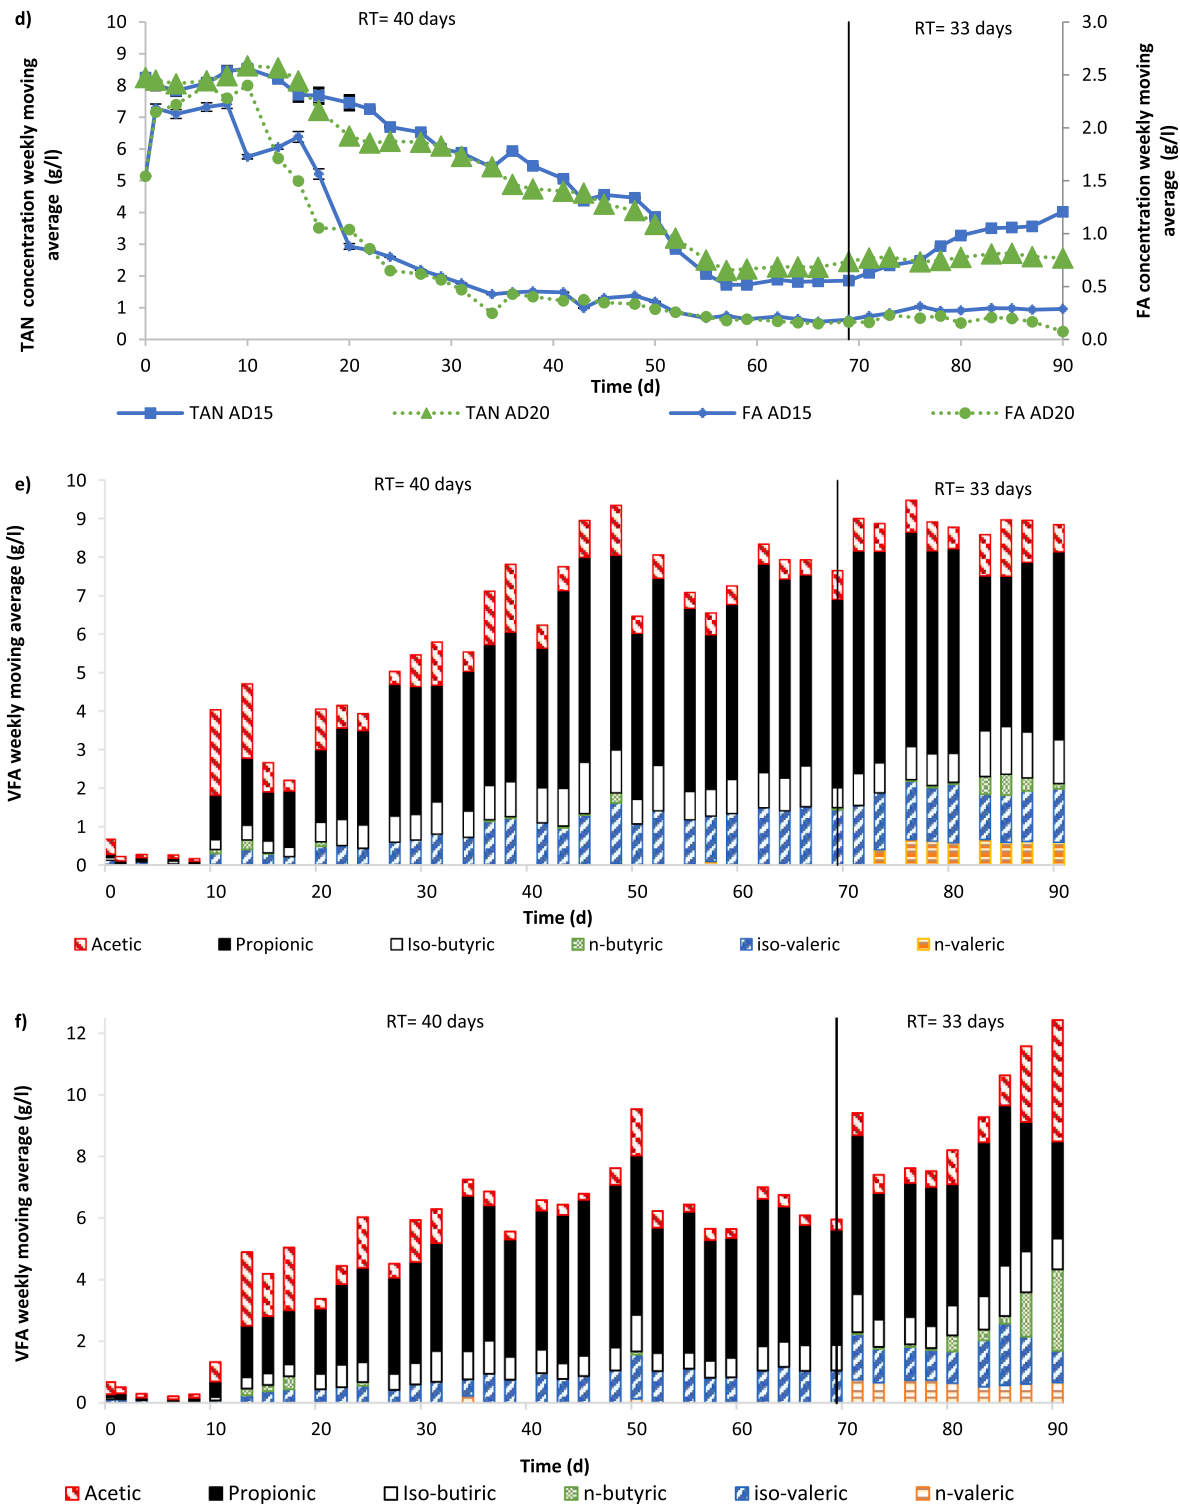 d)
RT= 40 days
RT= 33 days
TAN concentration weekly moving
average (g/l)
10
9
8
7
6
5
4
3
2
1
0
3.0
2.5
2.0
1.5
1.0
0.5
0.0
FA concentration weekly moving
average (g/l)
0 10 20 30 40 50 60 70 80 90
Time (d)
TAN AD15 TAN AD20 FA AD15 FA AD20
e)
RT= 40 days
RT= 33 days
VFA weekly moving average (g/l)
10
9
8
7
6
5
4
3
2
1
0
0 10 20 30 40 50 60 70 80 90
Time (d)
Acetic Propionic Iso-butyric n-butyric iso-valeric n-valeric
f)
RT= 40 days
RT= 33 days
VFA weekly moving average (g/l)
12
10
8
6
4
2
0
0 10 20 30 40 50 60 70 80 90
Time (d)
Acetic Propionic Iso-butiric n-butyric iso-valeric n-valeric